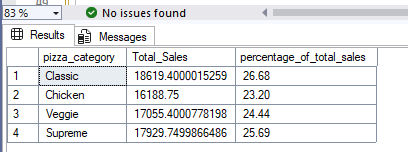 83 % No issues found
Results Messages
pizza_category Total_Sales percentage_of_total_sales
1 Classic 18619.4000015259 26.68
2 Chicken 16188.75 23.20
3 Veggie 17055.4000778198 24.44
4 Supreme 17929.7499866486 25.69